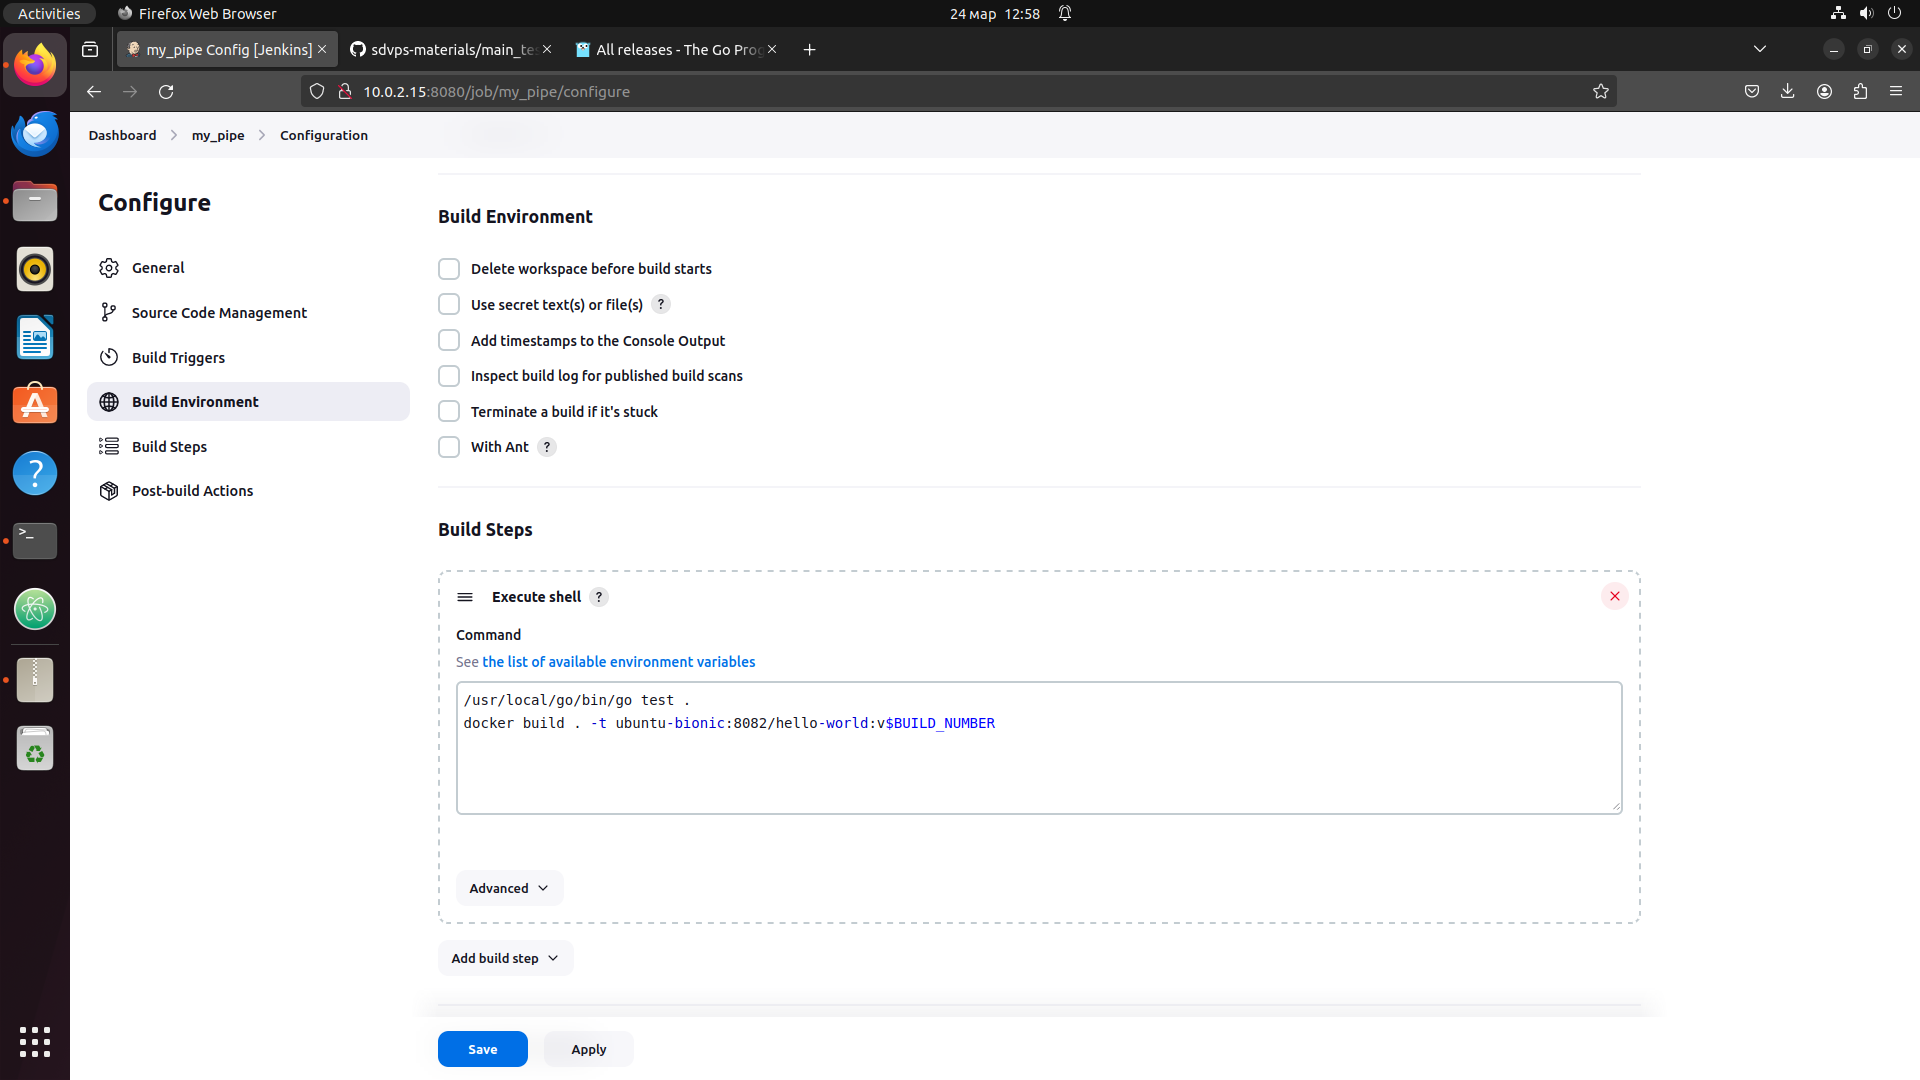 Activities
Firefox Web Browser
24 мар 12:58
my_pipe Config [Jenkins]
sdvps-materials/main_tes
All releases - The Go Prog
10.0.2.15:8080/job/my_pipe/configure
Dashboard
my_pipe
Configuration
Configure
General
Source Code Management
Build Triggers
Build Environment
Build Steps
Post-build Actions
Build Environment
Delete workspace before build starts
Use secret text(s) or file(s) ?
Add timestamps to the Console Output
Inspect build log for published build scans
Terminate a build if it's stuck
With Ant ?
Build Steps
Execute shell ?
Command
See the list of available environment variables
/usr/local/go/bin/go test .
docker build . -t ubuntu-bionic:8082/hello-world:v$BUILD_NUMBER
Advanced
Add build step
Save
Apply